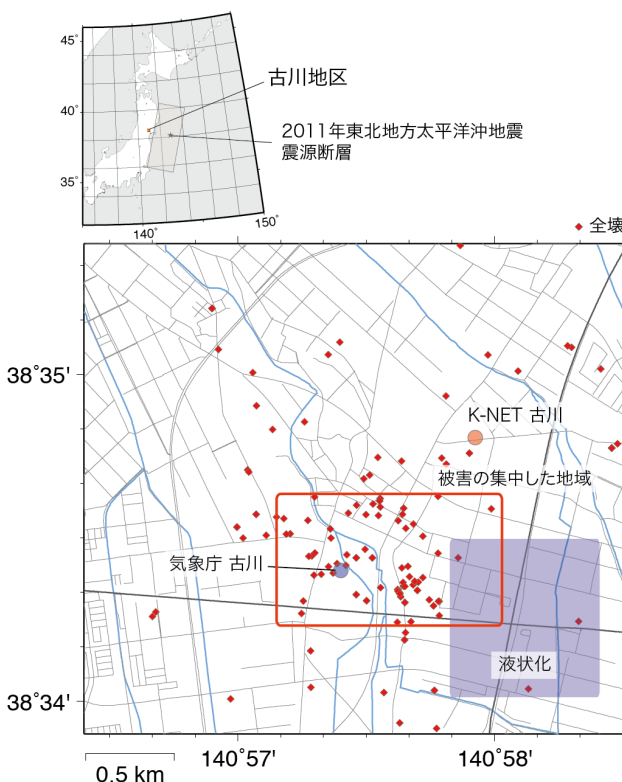 45°
40°
35°
140°
150°
古川地区
2011年東北地方太平洋沖地震
震源断層
全壊
38°35'
K-NET 古川
被害の集中した地域
気象庁 古川
液状化
38°34'
140°57'
140°58'
0.5 km